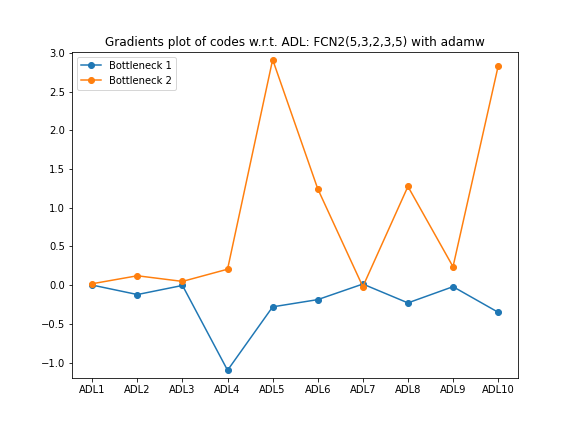 Gradients plot of codes w.r.t. ADL: FCN2(5,3,2,3,5) with adamw
Bottleneck 1
Bottleneck 2
3.0
2.5
2.0
1.5
1.0
0.5
0.0
−0.5
−1.0
ADL1 ADL2 ADL3 ADL4 ADL5 ADL6 ADL7 ADL8 ADL9 ADL10